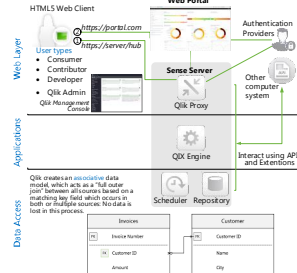 HTML5 Web Client
Web Portal
https://portal.com
https://server/hub
Authentication
Providers
Web Layer
User types
Consumer
Contributor
Developer
Qlik Admin
Qlik Management
Console
Sense Server
Qlik Proxy
Other
computer
system
Applications
QIX Engine
Interact using API
and Extentions
Data Access
Qlik creates an associative data
model, which acts as a "full outer
join" between all sources based on a
matching key field which occurs in
both or multiple sources. No data is
lost in this process.
Scheduler
Repository
Invoices
Customer
Invoice Number
Customer ID
Customer ID
Name
Amount
City